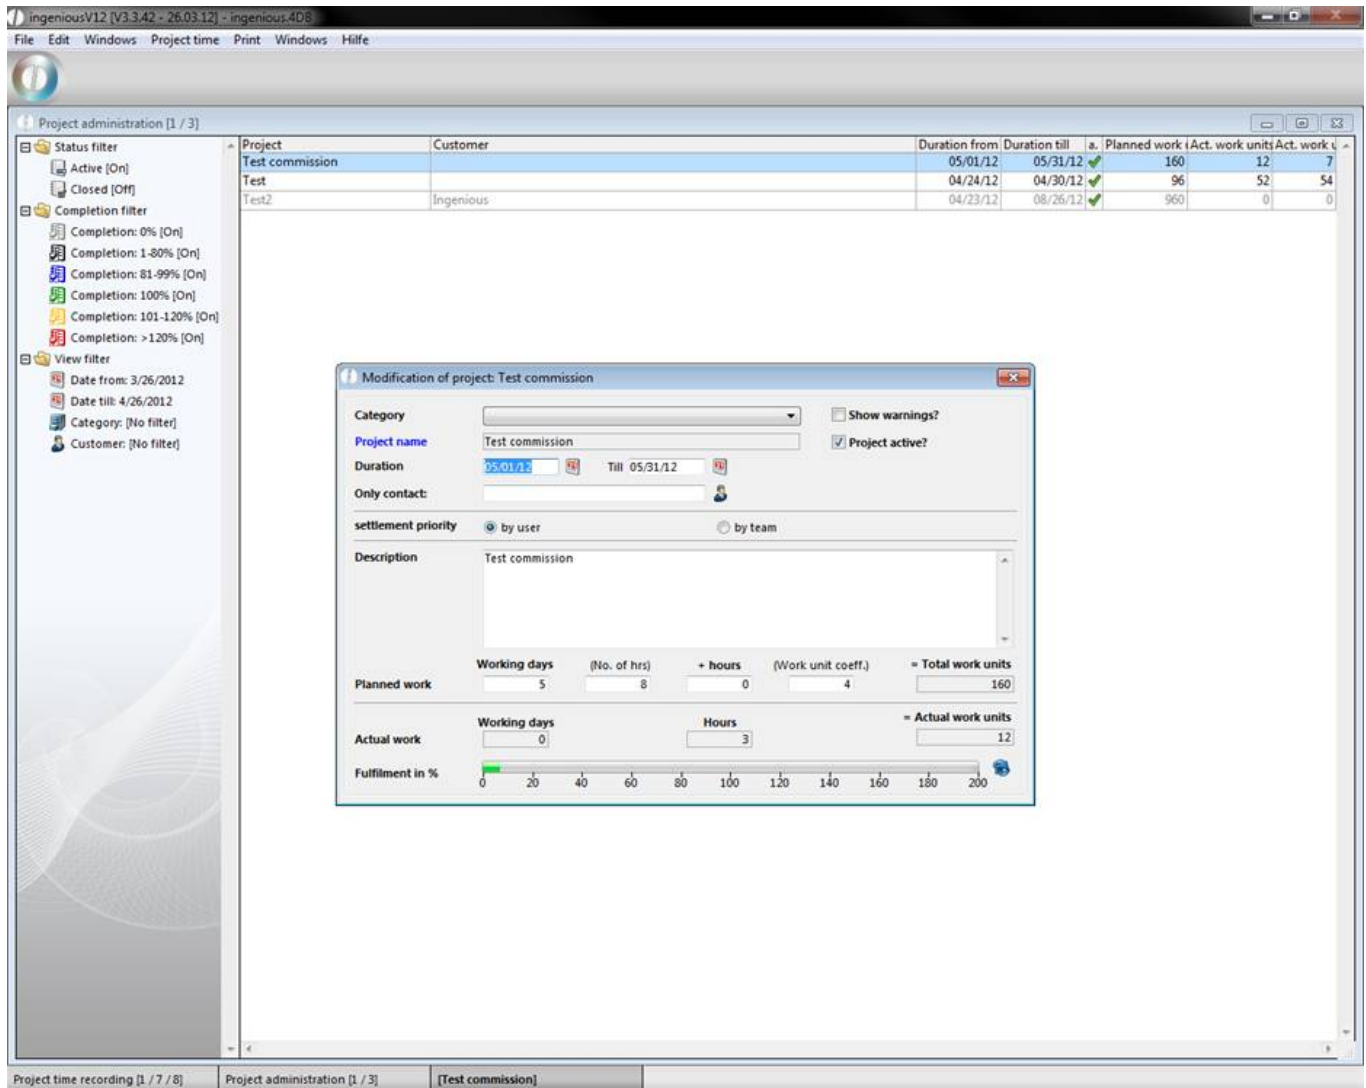 ingeniousV12 [V3.3.42 - 26.03.12] - ingenious.4DB
File Edit Windows Project time Print Windows Hilfe
Project administration [1 / 3]
Status filter
Active [On]
Closed [Off]
Completion filter
Completion: 0% [On]
Completion: 1-80% [On]
Completion: 81-99% [On]
Completion: 100% [On]
Completion: 101-120% [On]
Completion: >120% [On]
View filter
Date from: 3/26/2012
Date till: 4/26/2012
Category: [No filter]
Customer: [No filter]
Project Customer Duration from Duration till a. Planned work Act. work units Act. work u
Test commission 05/01/12 05/31/12 160 12 7
Test 04/24/12 04/30/12 96 52 54
Test2 Ingenious 04/23/12 08/26/12 960 0 0
Modification of project: Test commission
Category Show warnings?
Project name Test commission Project active?
Duration 05/01/12 Till 05/31/12
Only contact:
settlement priority by user by team
Description Test commission
Working days (No. of hrs) + hours (Work unit coeff.) = Total work units
Planned work 5 8 0 4 160
Working days Hours = Actual work units
Actual work 0 3 12
Fulfilment in %
0 20 40 60 80 100 120 140 160 180 200
Project time recording [1 / 7 / 8] Project administration [1 / 3] [Test commission]